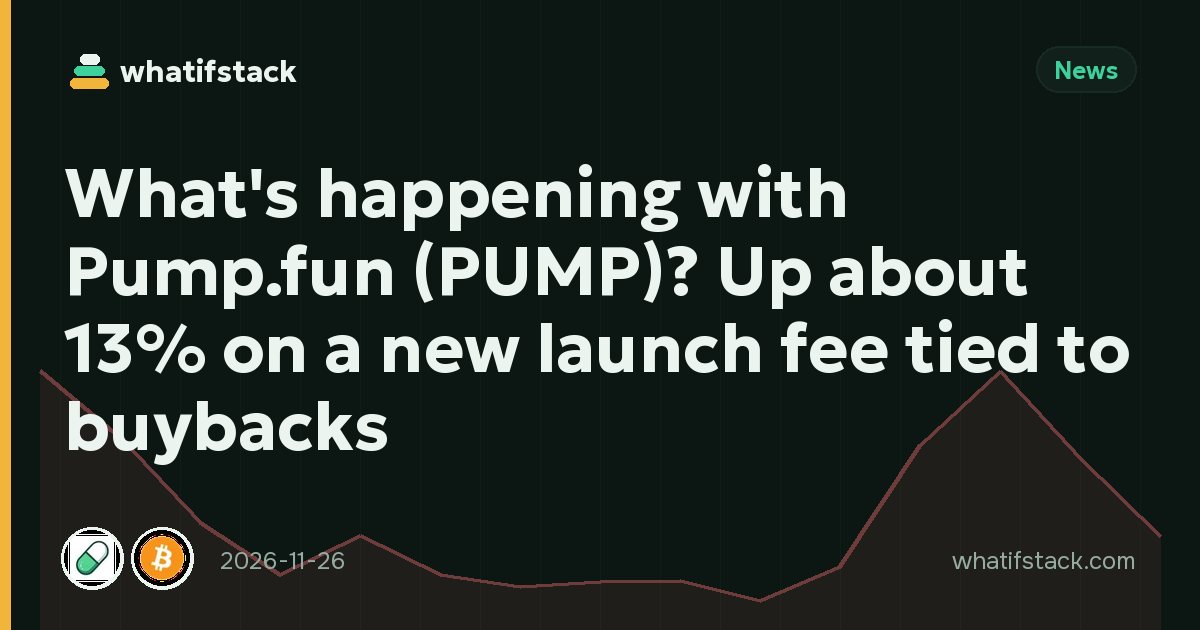 whatifstack
News
What's happening with
Pump.fun (PUMP)? Up about
13% on a new launch fee tied to
buybacks
2026-11-26
whatifstack.com